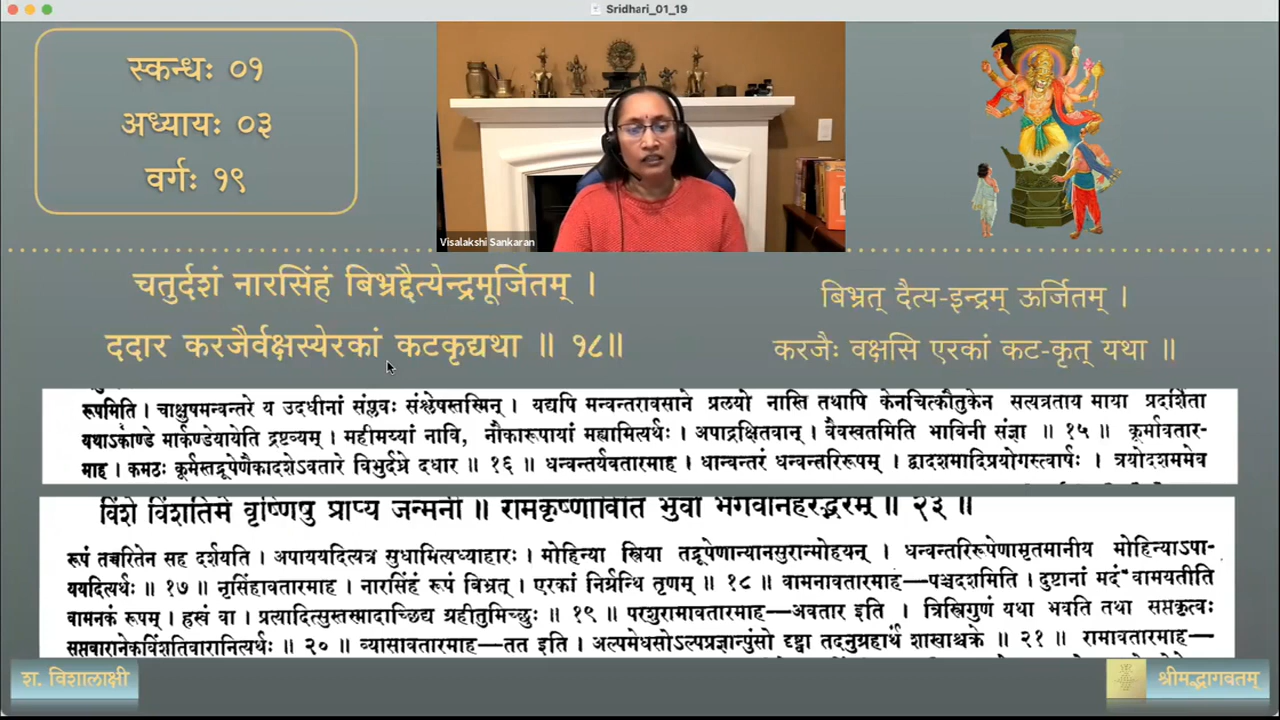 Sridhari_01_19
स्कन्धः ०१
अध्यायः ०३
वर्गः १९
Visalakshi Sankaran
चतुर्दशं नारसिंहं बिभ्रद्दैत्येन्द्रमूर्जितम् ।
ददार करजैर्वक्षस्येरकां कटकृद्यथा ॥ १८॥
बिभ्रत् दैत्य-इन्द्रम् ऊर्जितम् ।
करजैः वक्षसि एरकां कट-कृत् यथा ॥
रूपमिति । चाक्षुषमन्वन्तरे य उदधीनां संप्लवः संश्लेषस्तस्मिन् । यद्यपि मन्वन्तरावसाने प्रलयो नास्ति तथापि केनचित्कौतुकेन सत्यव्रताय माया प्रदर्शिता
यथाऽकाण्डे मार्कण्डेयायेति द्रष्टव्यम् । महीमय्यां नावि, नौकारूपायां मह्यामित्यर्थः । अपाद्रक्षितवान् । वैवस्वतमिति भाविनी संज्ञा ॥ १५ ॥ कूर्मावतार-
माह । कमठः कूर्मस्तद्रूपेणैकादशेऽवतारे विभुर्दध्रे दधार ॥ १६ ॥ धन्वन्तर्यवतारमाह । धान्वन्तरं धन्वन्तरिरूपम् । द्वादशमादिप्रयोगस्त्वार्षः । त्रयोदशममेव
विंशे विंशतिमे वृष्णिषु प्राप्य जन्मनी ॥ रामकृष्णाविति भुवो भगवानहरद्भरम् ॥ २३ ॥
रूपं तच्चरितेन सह दर्शयति । अपाययदित्यत्र सुधामित्यध्याहारः । मोहिन्या स्त्रिया तद्रूपेणान्यानसुरान्मोहयन् । धन्वन्तरिरूपेणामृतमानीय मोहिन्याऽपा-
ययदित्यर्थः ॥ १७ ॥ नृसिंहावतारमाह । नारसिंहं रूपं बिभ्रत् । एरकां निर्ग्रन्थि तृणम् ॥ १८ ॥ वामनावतारमाह—पञ्चदशमिति । दुष्टानां मदं वामयतीति
वामनकं रूपम् । ह्रस्वं वा । प्रत्यादित्सुस्तस्मादाच्छिद्य ग्रहीतुमिच्छुः ॥ १९ ॥ परशुरामावतारमाह—अवतार इति । त्रिस्त्रिगुणं यथा भवति तथा सप्तकृत्वः
सप्तवारानेकविंशतिवारानित्यर्थः ॥ २० ॥ व्यासावतारमाह—तत इति । अल्पमेधसोऽल्पप्रज्ञान्पुंसो दृष्ट्वा तदनुग्रहार्थं शाखाश्चक्रे ॥ २१ ॥ रामावतारमाह—
श. विशालाक्षी
श्रीमद्भागवतम्